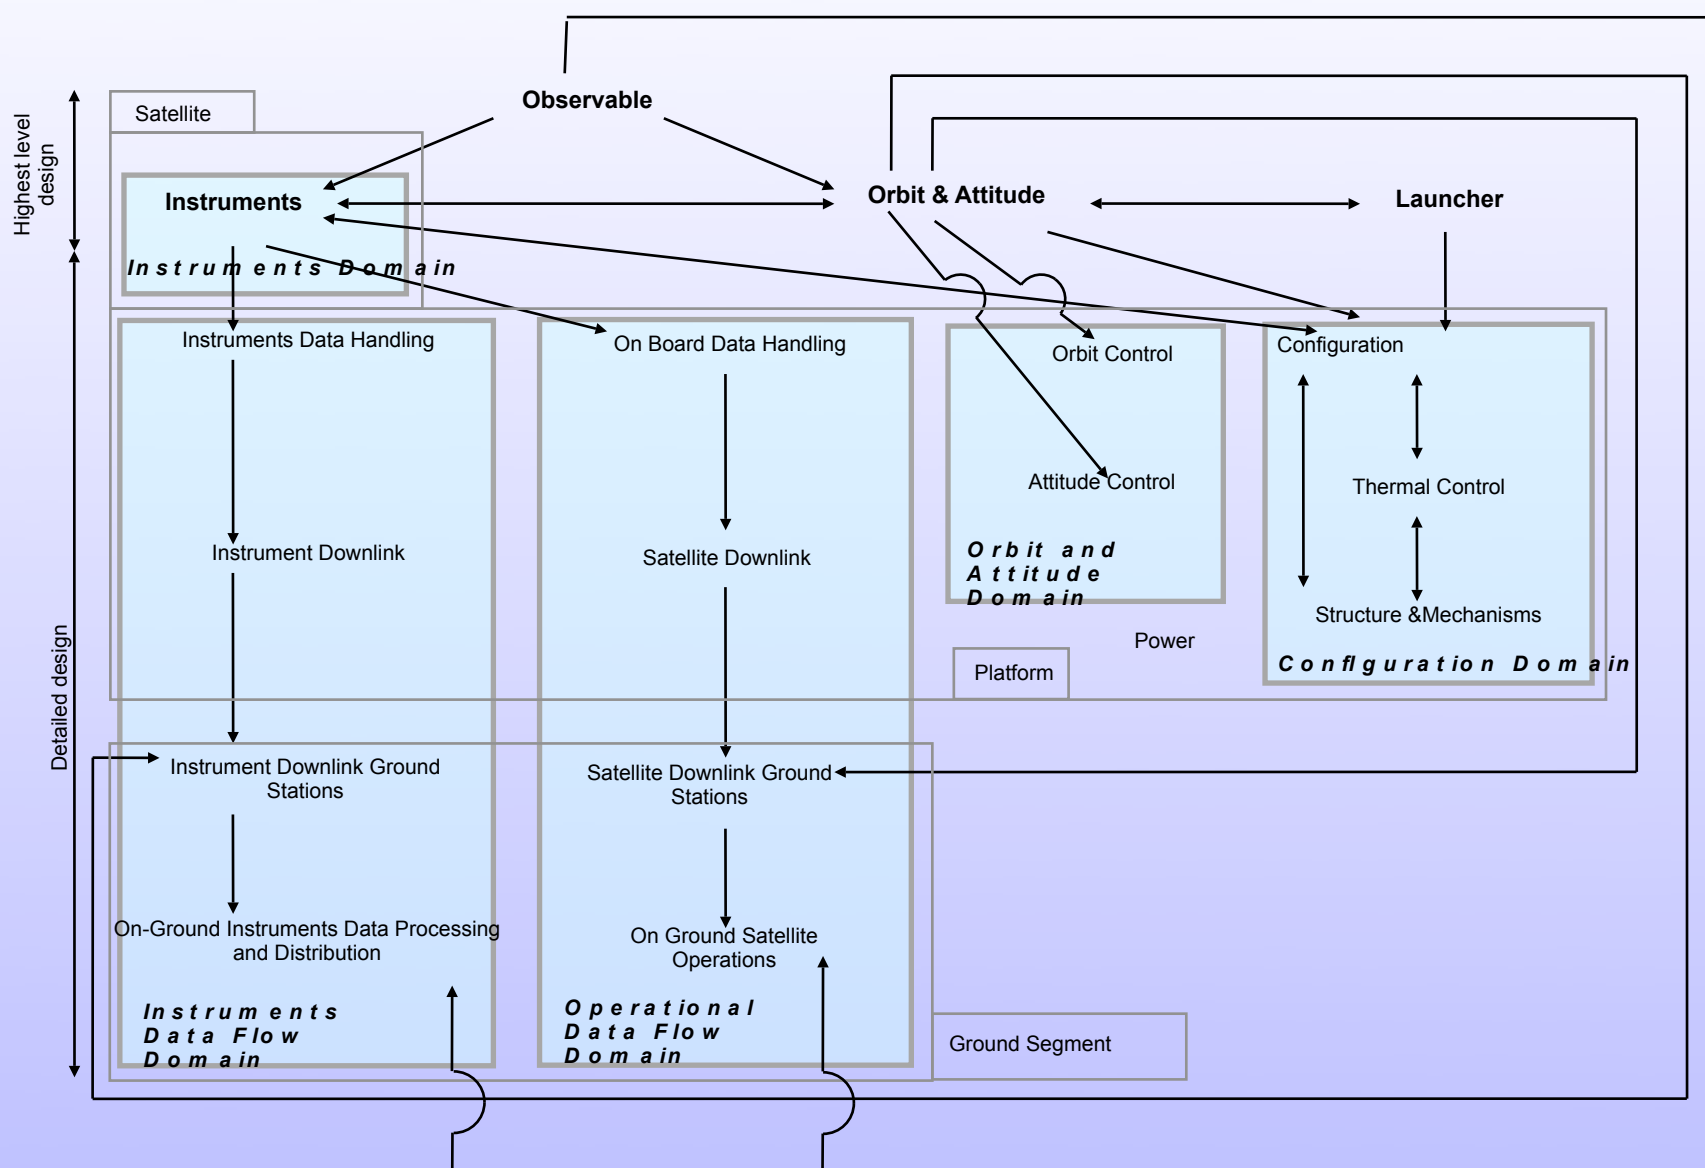 Observable
Satellite
Highest level
design
Instruments
Orbit & Attitude
Launcher
Instruments Domain
Instruments Data Handling
On Board Data Handling
Orbit Control
Configuration
Attitude Control
Thermal Control
Instrument Downlink
Satellite Downlink
Orbit and
Attitude
Domain
Structure &Mechanisms
Power
Configuration Domain
Platform
Detailed design
Instrument Downlink Ground
Stations
Satellite Downlink Ground
Stations
On-Ground Instruments Data Processing
and Distribution
On Ground Satellite
Operations
Instruments
Data Flow
Domain
Operational
Data Flow
Domain
Ground Segment